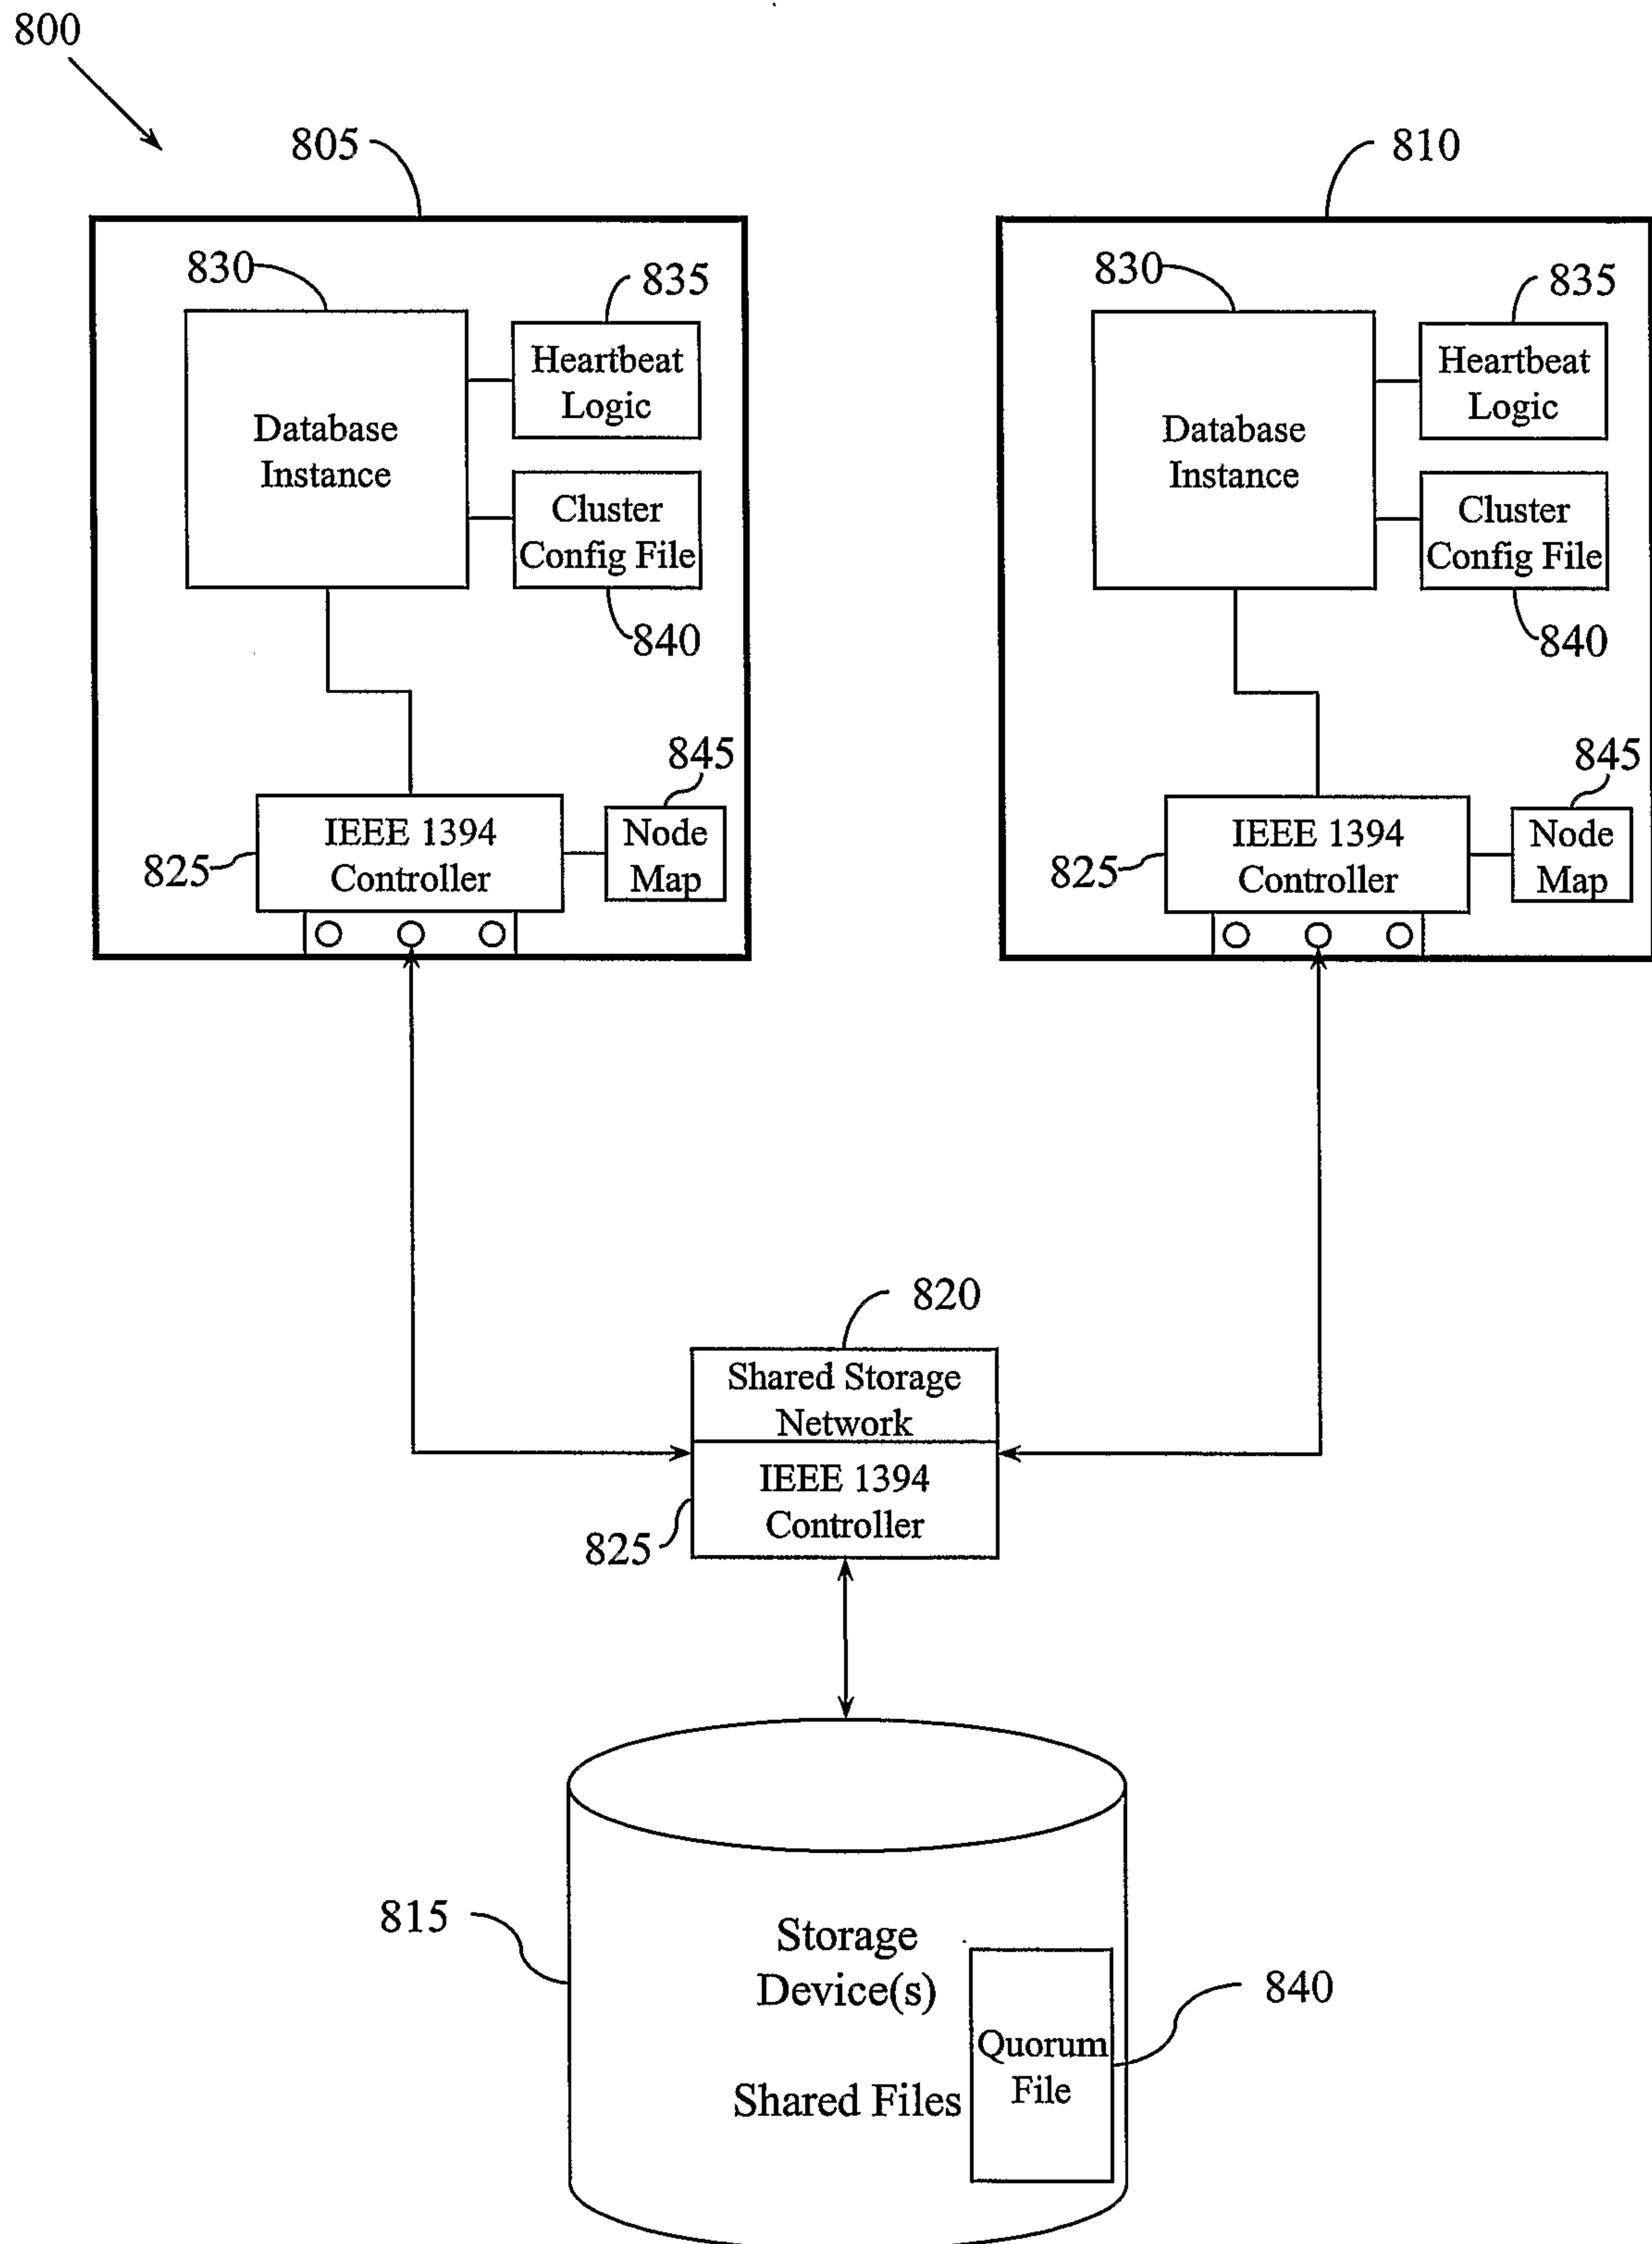 800
805
810
830
835
Heartbeat
Logic
Database
Instance
Cluster
Config File
840
845
IEEE 1394
Controller
825
Node
Map
830
835
Heartbeat
Logic
Database
Instance
Cluster
Config File
840
845
IEEE 1394
Controller
825
Node
Map
820
Shared Storage
Network
IEEE 1394
Controller
825
815
Storage
Device(s)
Shared Files
Quorum
File
840